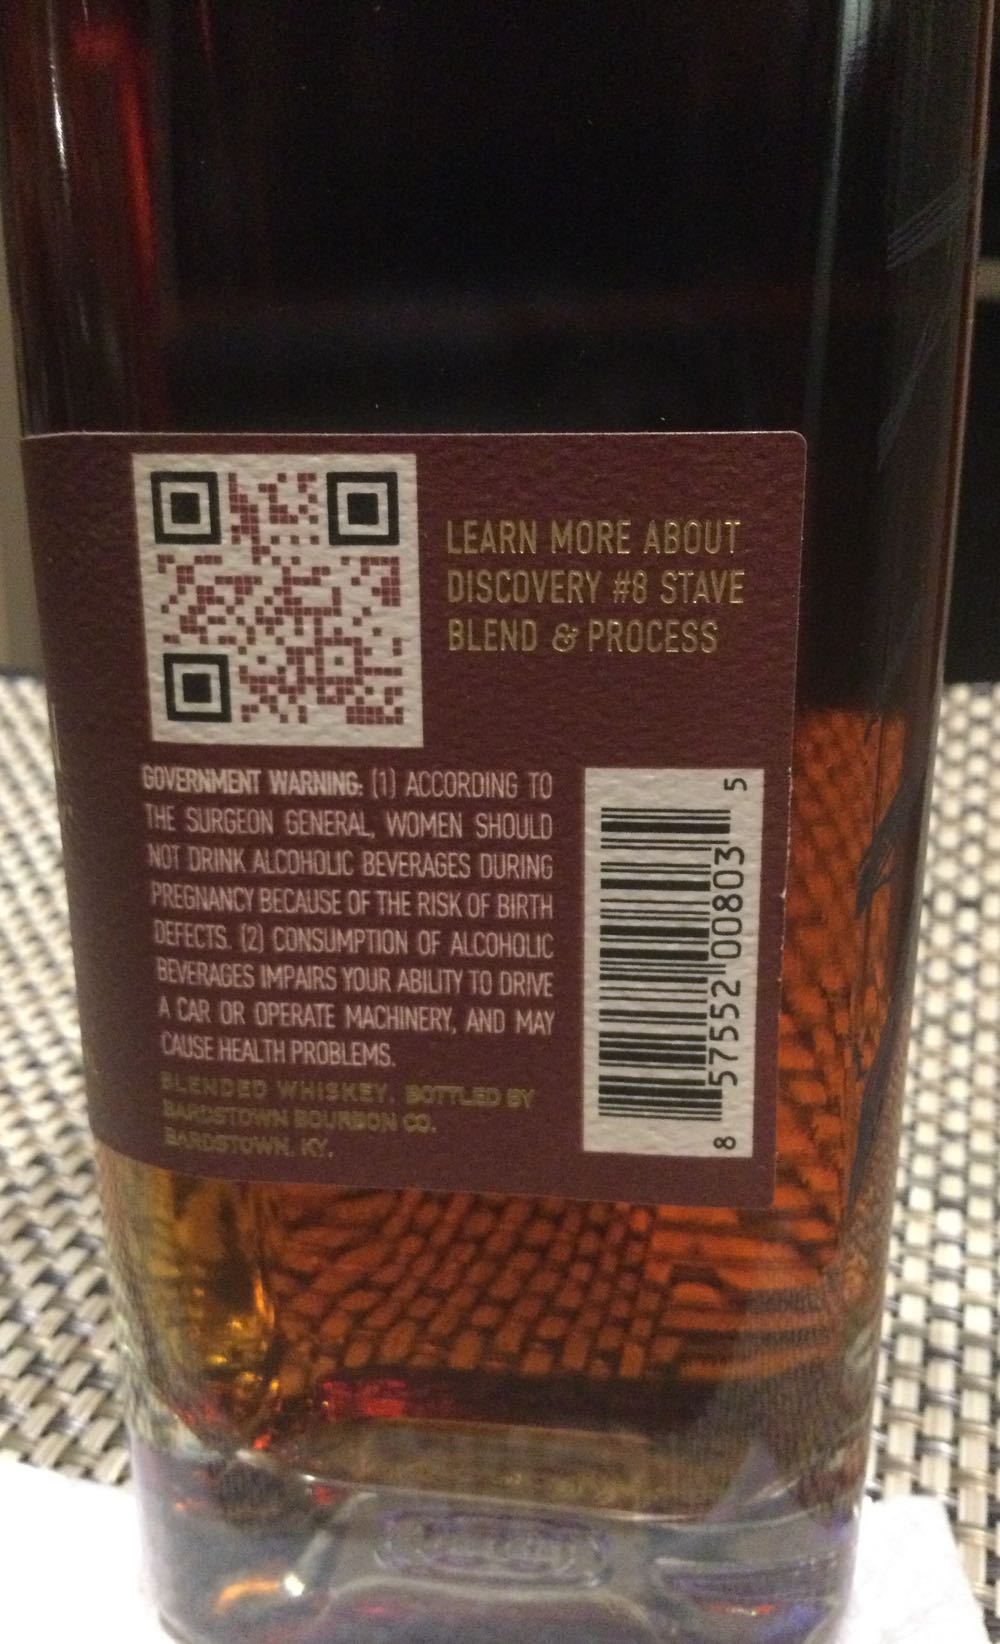 LEARN MORE ABOUT
DISCOVERY #8 STAVE
BLEND & PROCESS
GOVERNMENT WARNING: (1) ACCORDING TO
THE SURGEON GENERAL, WOMEN SHOULD
NOT DRINK ALCOHOLIC BEVERAGES DURING
PREGNANCY BECAUSE OF THE RISK OF BIRTH
DEFECTS. (2) CONSUMPTION OF ALCOHOLIC
BEVERAGES IMPAIRS YOUR ABILITY TO DRIVE
A CAR OR OPERATE MACHINERY, AND MAY
CAUSE HEALTH PROBLEMS.
BLENDED WHISKEY. BOTTLED BY
BARDSTOWN BOURBON CO.
BARDSTOWN, KY.
8 57552 00803 5